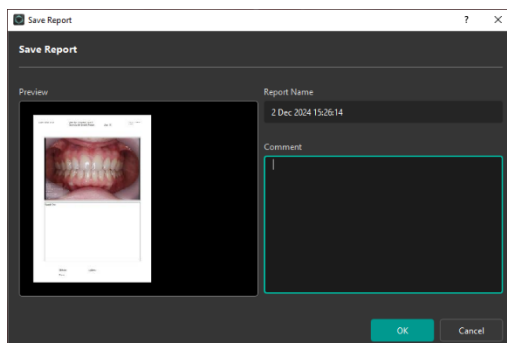 Save Report
? ×
Save Report
Preview
Report Name
2 Dec 2024 15:26:14
Comment
OK
Cancel